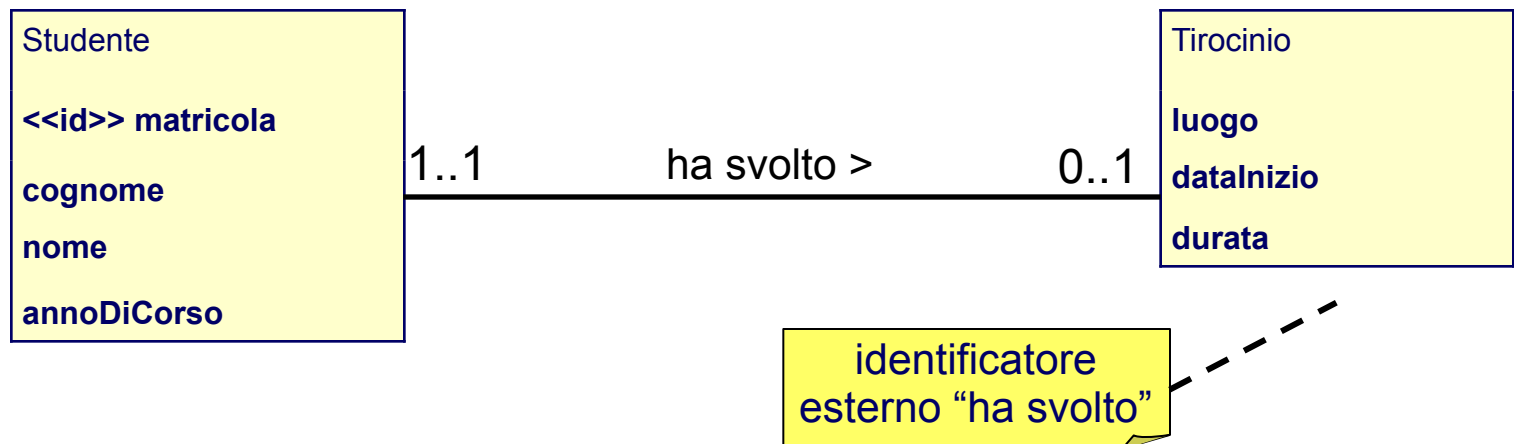 Studente
<<id>> matricola
cognome
nome
annoDiCorso
1..1
ha svolto >
0..1
Tirocinio
luogo
dataInizio
durata
identificatore
esterno “ha svolto”